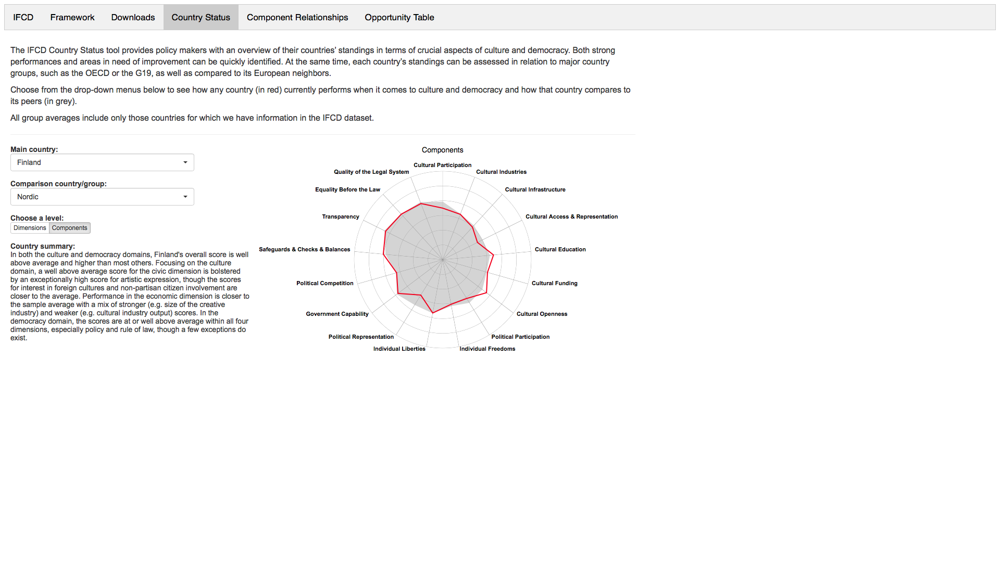 IFCD Framework Downloads Country Status Component Relationships Opportunity Table
The IFCD Country Status tool provides policy makers with an overview of their countries’ standings in terms of crucial aspects of culture and democracy. Both strong
performances and areas in need of improvement can be quickly identified. At the same time, each country’s standings can be assessed in relation to major country
groups, such as the OECD or the G19, as well as compared to its European neighbors.
Choose from the drop-down menus below to see how any country (in red) currently performs when it comes to culture and democracy and how that country compares to
its peers (in grey).
All group averages include only those countries for which we have information in the IFCD dataset.
Main country:
Finland
Comparison country/group:
Nordic
Choose a level:
Dimensions Components
Country summary:
In both the culture and democracy domains, Finland's overall score is well
above average and higher than most others. Focusing on the culture
domain, a well above average score for the civic dimension is bolstered
by an exceptionally high score for artistic expression, though the scores
for interest in foreign cultures and non-partisan citizen involvement are
closer to the average. Performance in the economic dimension is closer to
the sample average with a mix of stronger (e.g. size of the creative
industry) and weaker (e.g. cultural industry output) scores. In the
democracy domain, the scores are at or well above average within all four
dimensions, especially policy and rule of law, though a few exceptions do
exist.
Components
Cultural Participation
Cultural Industries
Cultural Infrastructure
Cultural Access & Representation
Cultural Education
Cultural Funding
Cultural Openness
Political Participation
Individual Freedoms
Individual Liberties
Political Representation
Government Capability
Political Competition
Safeguards & Checks & Balances
Transparency
Equality Before the Law
Quality of the Legal System